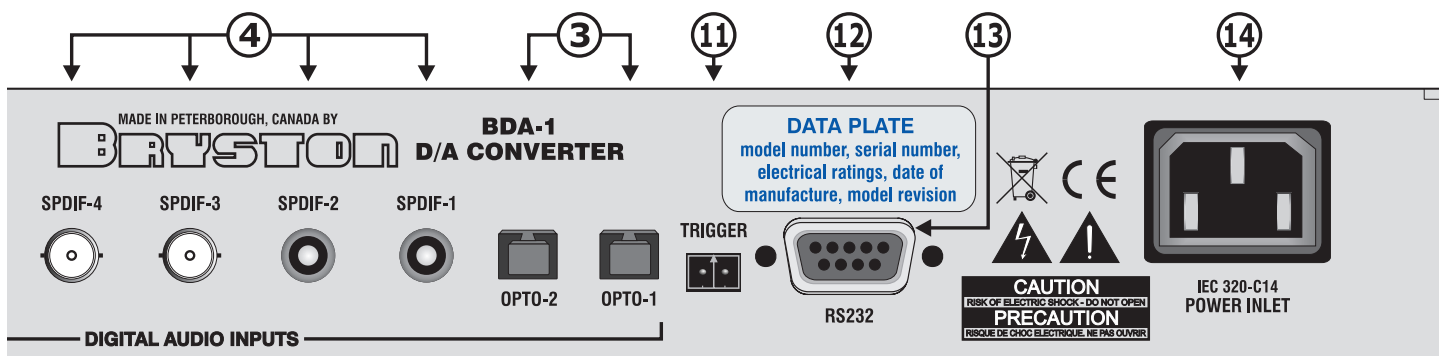 4 3 11 12 13 14
MADE IN PETERBOROUGH, CANADA BY
BRYSTON
BDA-1
D/A CONVERTER
DATA PLATE
model number, serial number,
electrical ratings, date of
manufacture, model revision
CE
SPDIF-4 SPDIF-3 SPDIF-2 SPDIF-1
TRIGGER
OPTO-2 OPTO-1
RS232
CAUTION
RISK OF ELECTRIC SHOCK - DO NOT OPEN
PRECAUTION
RISQUE DE CHOC ELECTRIQUE. NE PAS OUVRIR
IEC 320-C14
POWER INLET
DIGITAL AUDIO INPUTS